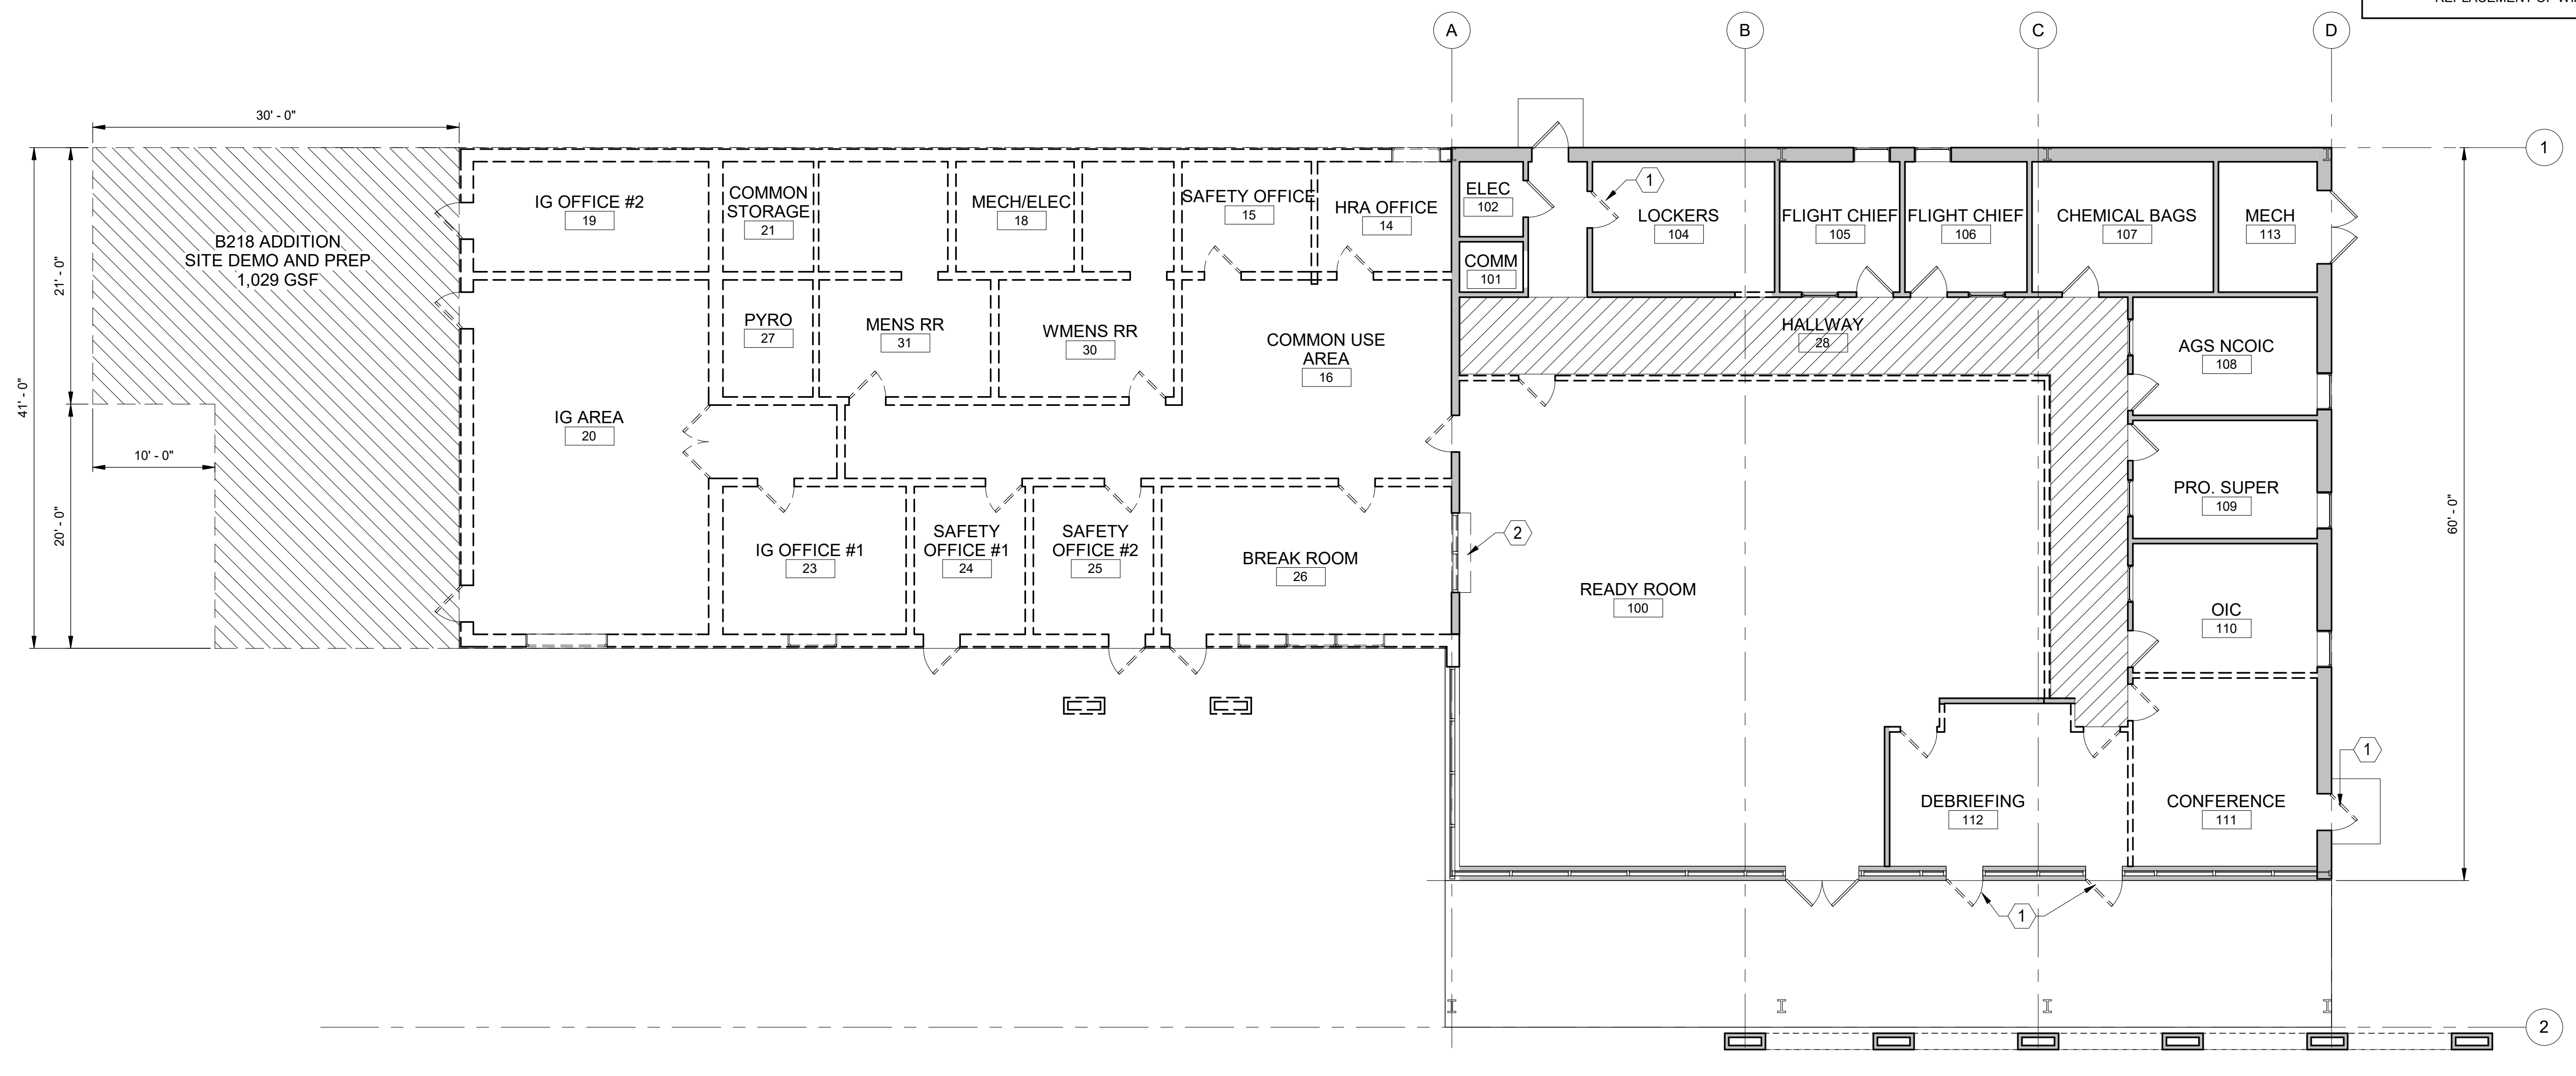 REPLACEMENT OF
A
B
C
D
30' - 0"
1
IG OFFICE #2
19
COMMON
STORAGE
21
MECH/ELEC
18
SAFETY OFFICE
15
HRA OFFICE
14
ELEC
102
1
LOCKERS
104
FLIGHT CHIEF
105
FLIGHT CHIEF
106
CHEMICAL BAGS
107
MECH
113
B218 ADDITION
SITE DEMO AND PREP
1,029 GSF
21' - 0"
COMM
101
PYRO
27
MENS RR
31
WMENS RR
30
COMMON USE
AREA
16
HALLWAY
28
AGS NCOIC
108
41' - 0"
IG AREA
20
10' - 0"
20' - 0"
PRO. SUPER
109
60' - 0"
IG OFFICE #1
23
SAFETY
OFFICE #1
24
SAFETY
OFFICE #2
25
BREAK ROOM
26
2
READY ROOM
100
OIC
110
1
DEBRIEFING
112
CONFERENCE
111
1
2